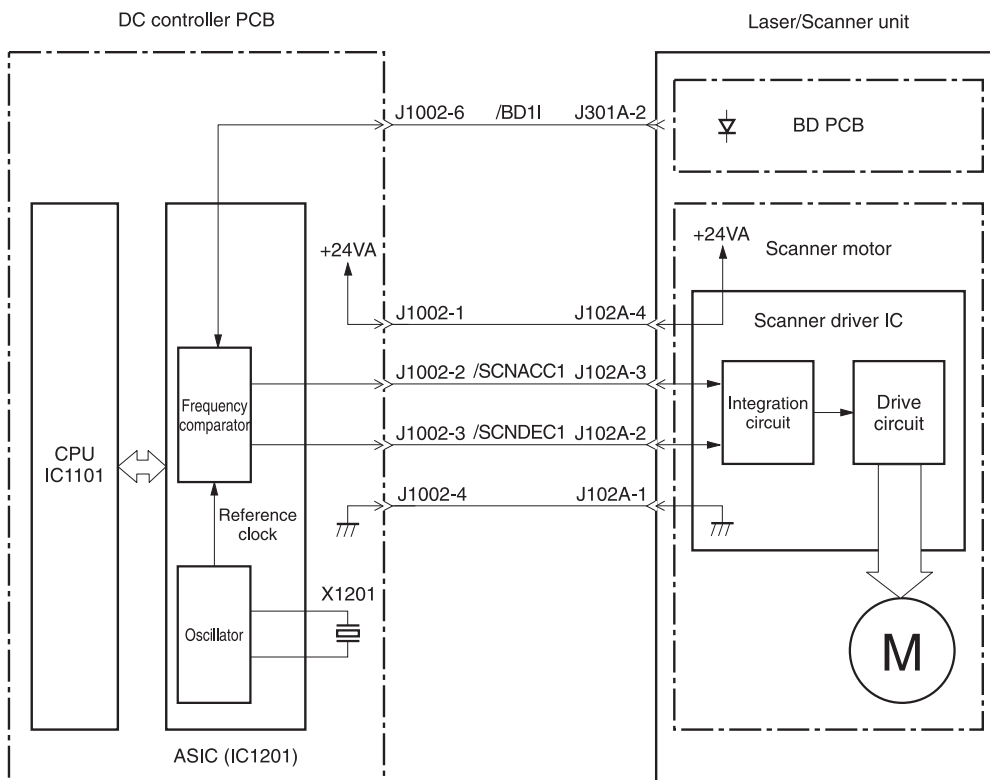 DC controller PCB
Laser/Scanner unit
J1002-6 /BD1I J301A-2
BD PCB
+24VA
+24VA
Scanner motor
J1002-1 J102A-4
Scanner driver IC
J1002-2 /SCNACC1 J102A-3
Frequency
comparator
Integration
circuit
Drive
circuit
J1002-3 /SCNDEC1 J102A-2
CPU
IC1101
J1002-4 J102A-1
Reference
clock
X1201
Oscillator
M
ASIC (IC1201)